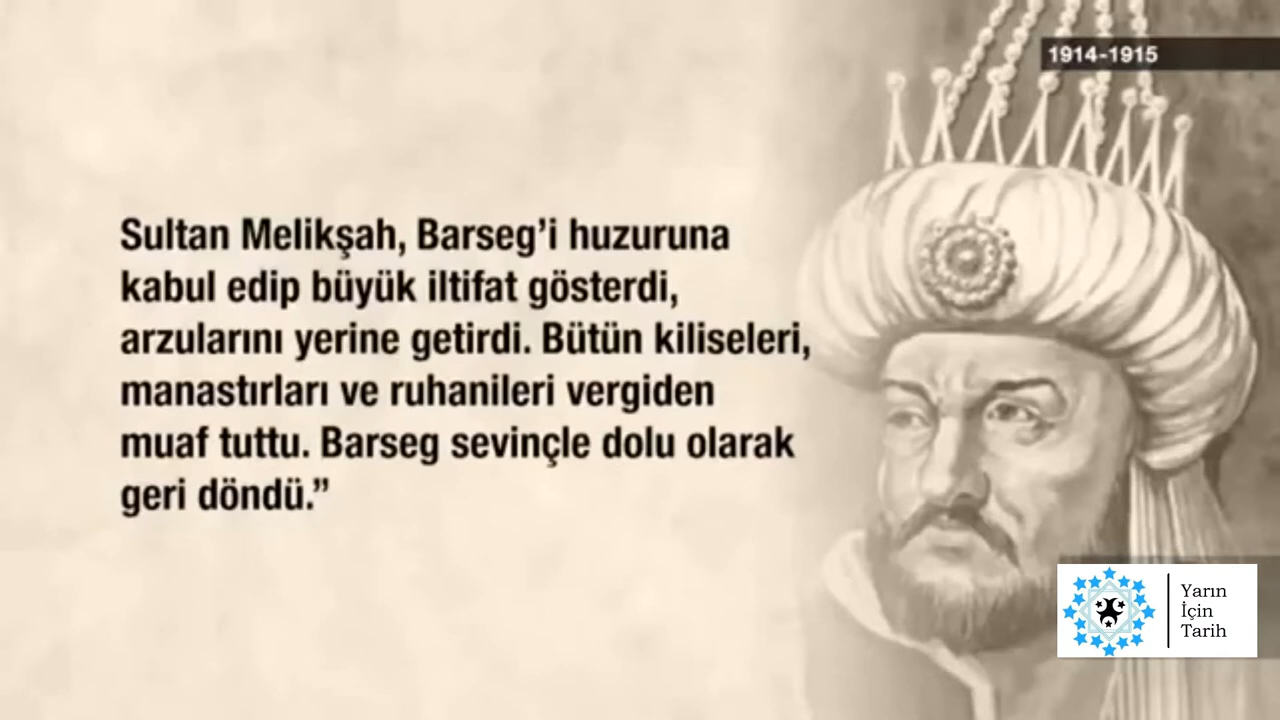 1914-1915
Sultan Melikşah, Barseg’i huzuruna
kabul edip büyük iltifat gösterdi,
arzularını yerine getirdi. Bütün kiliseleri,
manastırları ve ruhanileri vergiden
muaf tuttu. Barseg sevinçle dolu olarak
geri döndü.”
Yarın
İçin
Tarih